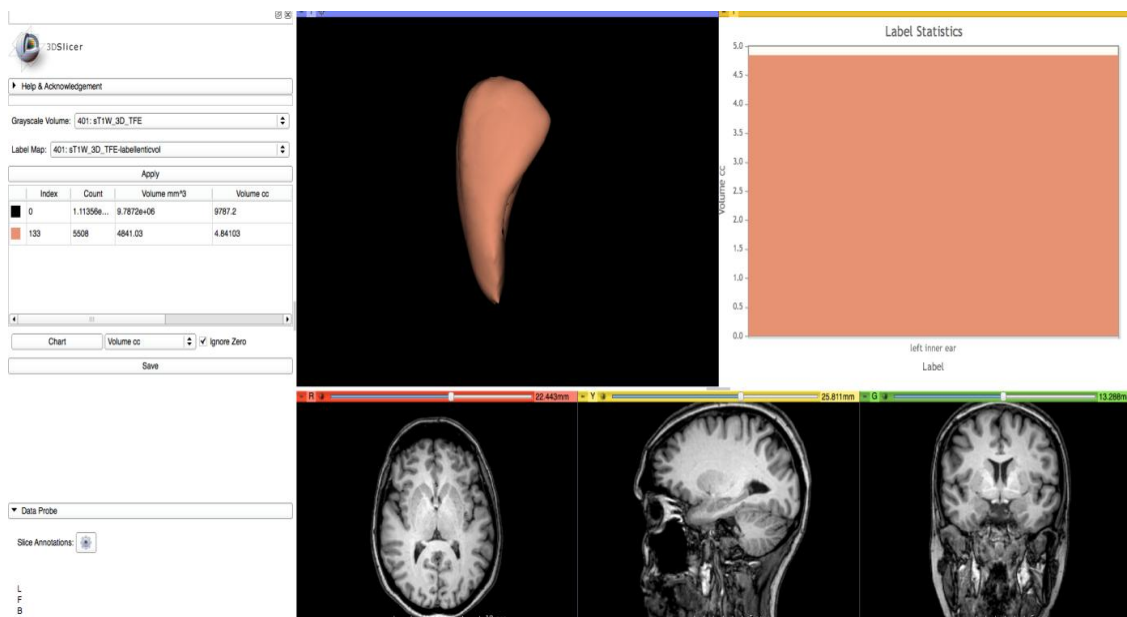 3DSlicer
Help & Acknowledgement
Grayscale Volume: 401: sT1W_3D_TFE
Label Map: 401: sT1W_3D_TFE-labellenticvol
Apply
Index Count Volume mm^3 Volume cc
0 1.11356e... 9.7872e+06 9787.2
133 5508 4841.03 4.84103
Chart Volume cc Ignore Zero
Save
Data Probe
Slice Annotations:
L
F
B
Label Statistics
Volume cc
5.0
4.5
4.0
3.5
3.0
2.5
2.0
1.5
1.0
0.5
0.0
left inner ear
Label
R 22.443mm
Y 25.811mm
G 13.288mm